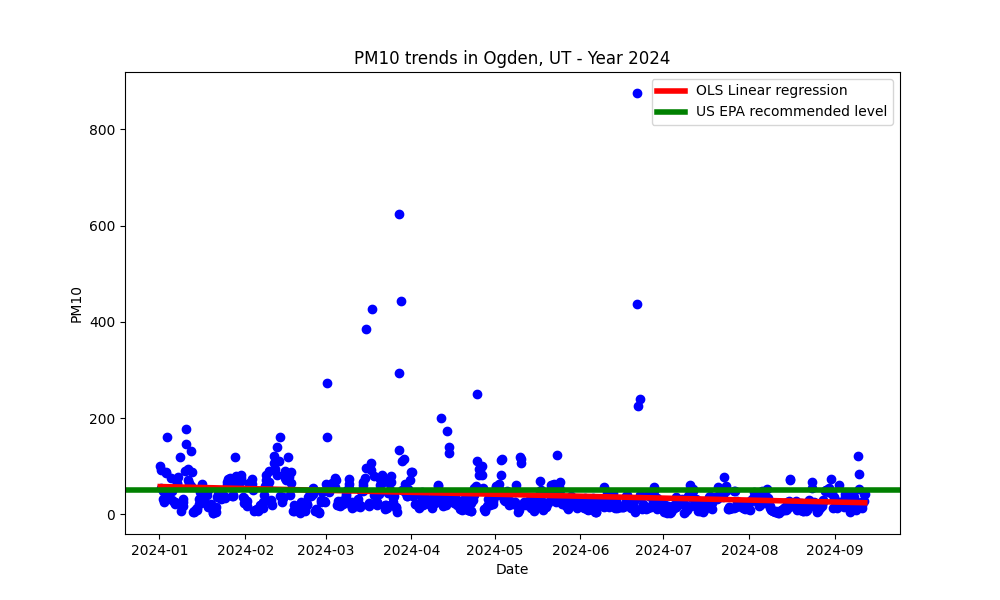 PM10 trends in Ogden, UT - Year 2024
OLS Linear regression
US EPA recommended level
800
600
400
200
0
PM10
2024-01 2024-02 2024-03 2024-04 2024-05 2024-06 2024-07 2024-08 2024-09
Date